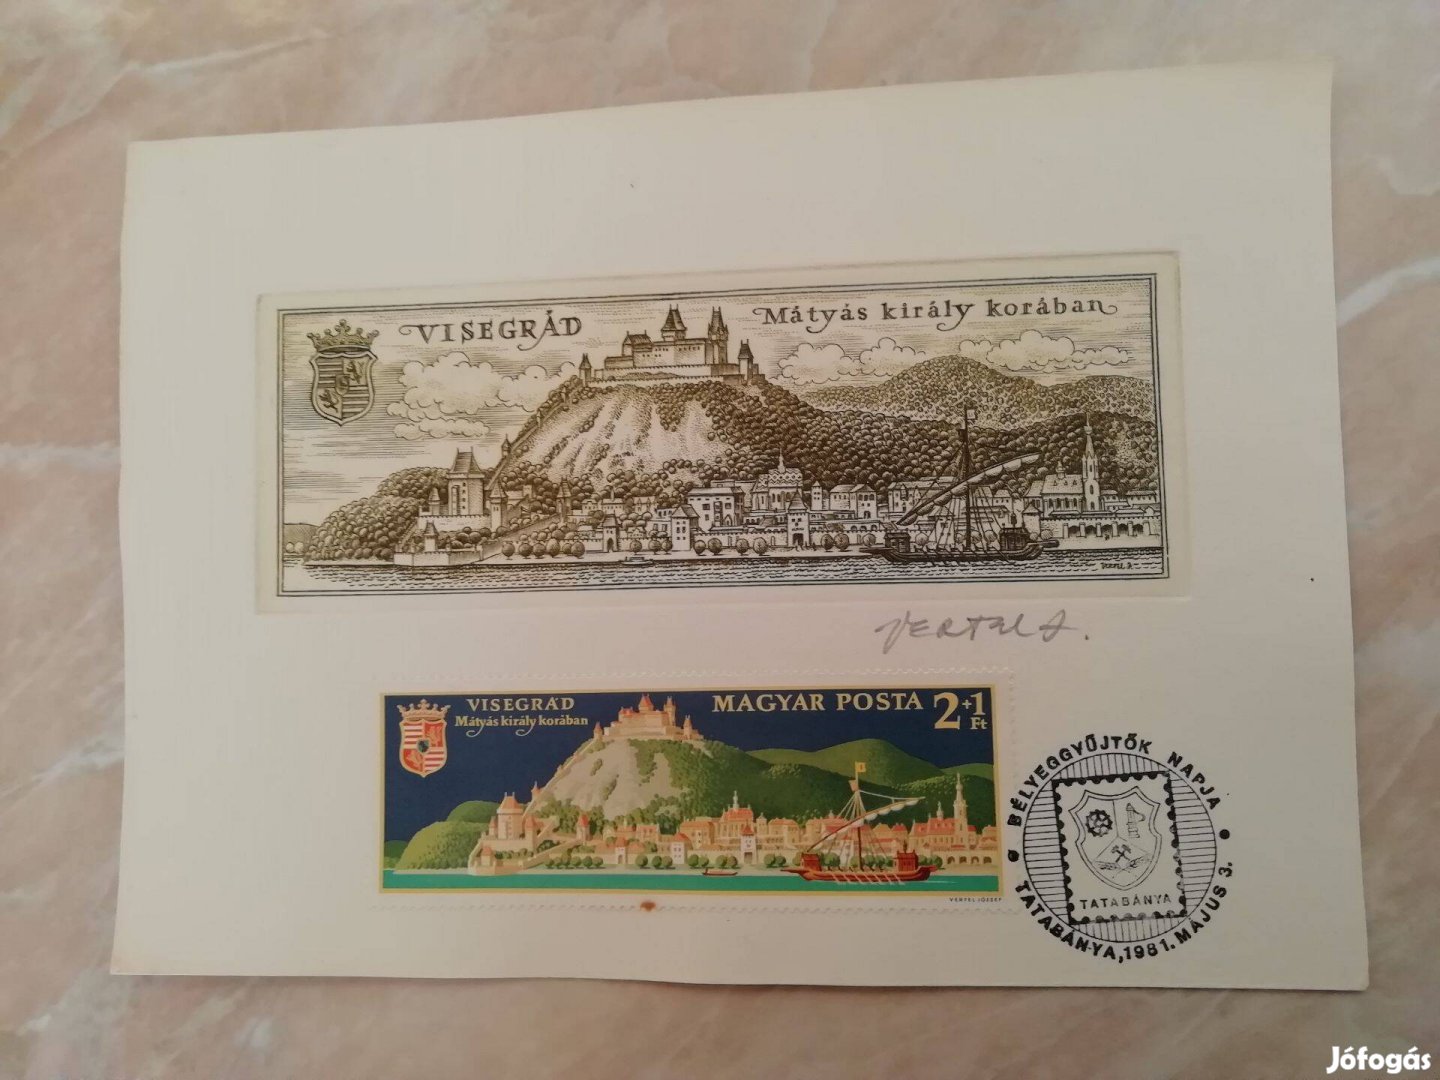 VISEGRÁD
Mátyás király korában
VERTEL J.
VERTEL J.
VISEGRÁD
Mátyás király korában
MAGYAR POSTA 2+1
Ft
VERTEL JÓZSEF
BÉLYEGGYŰJTŐK NAPJA
TATABÁNYA
TATABÁNYA, 1981. MÁJUS 3.
Jófogás